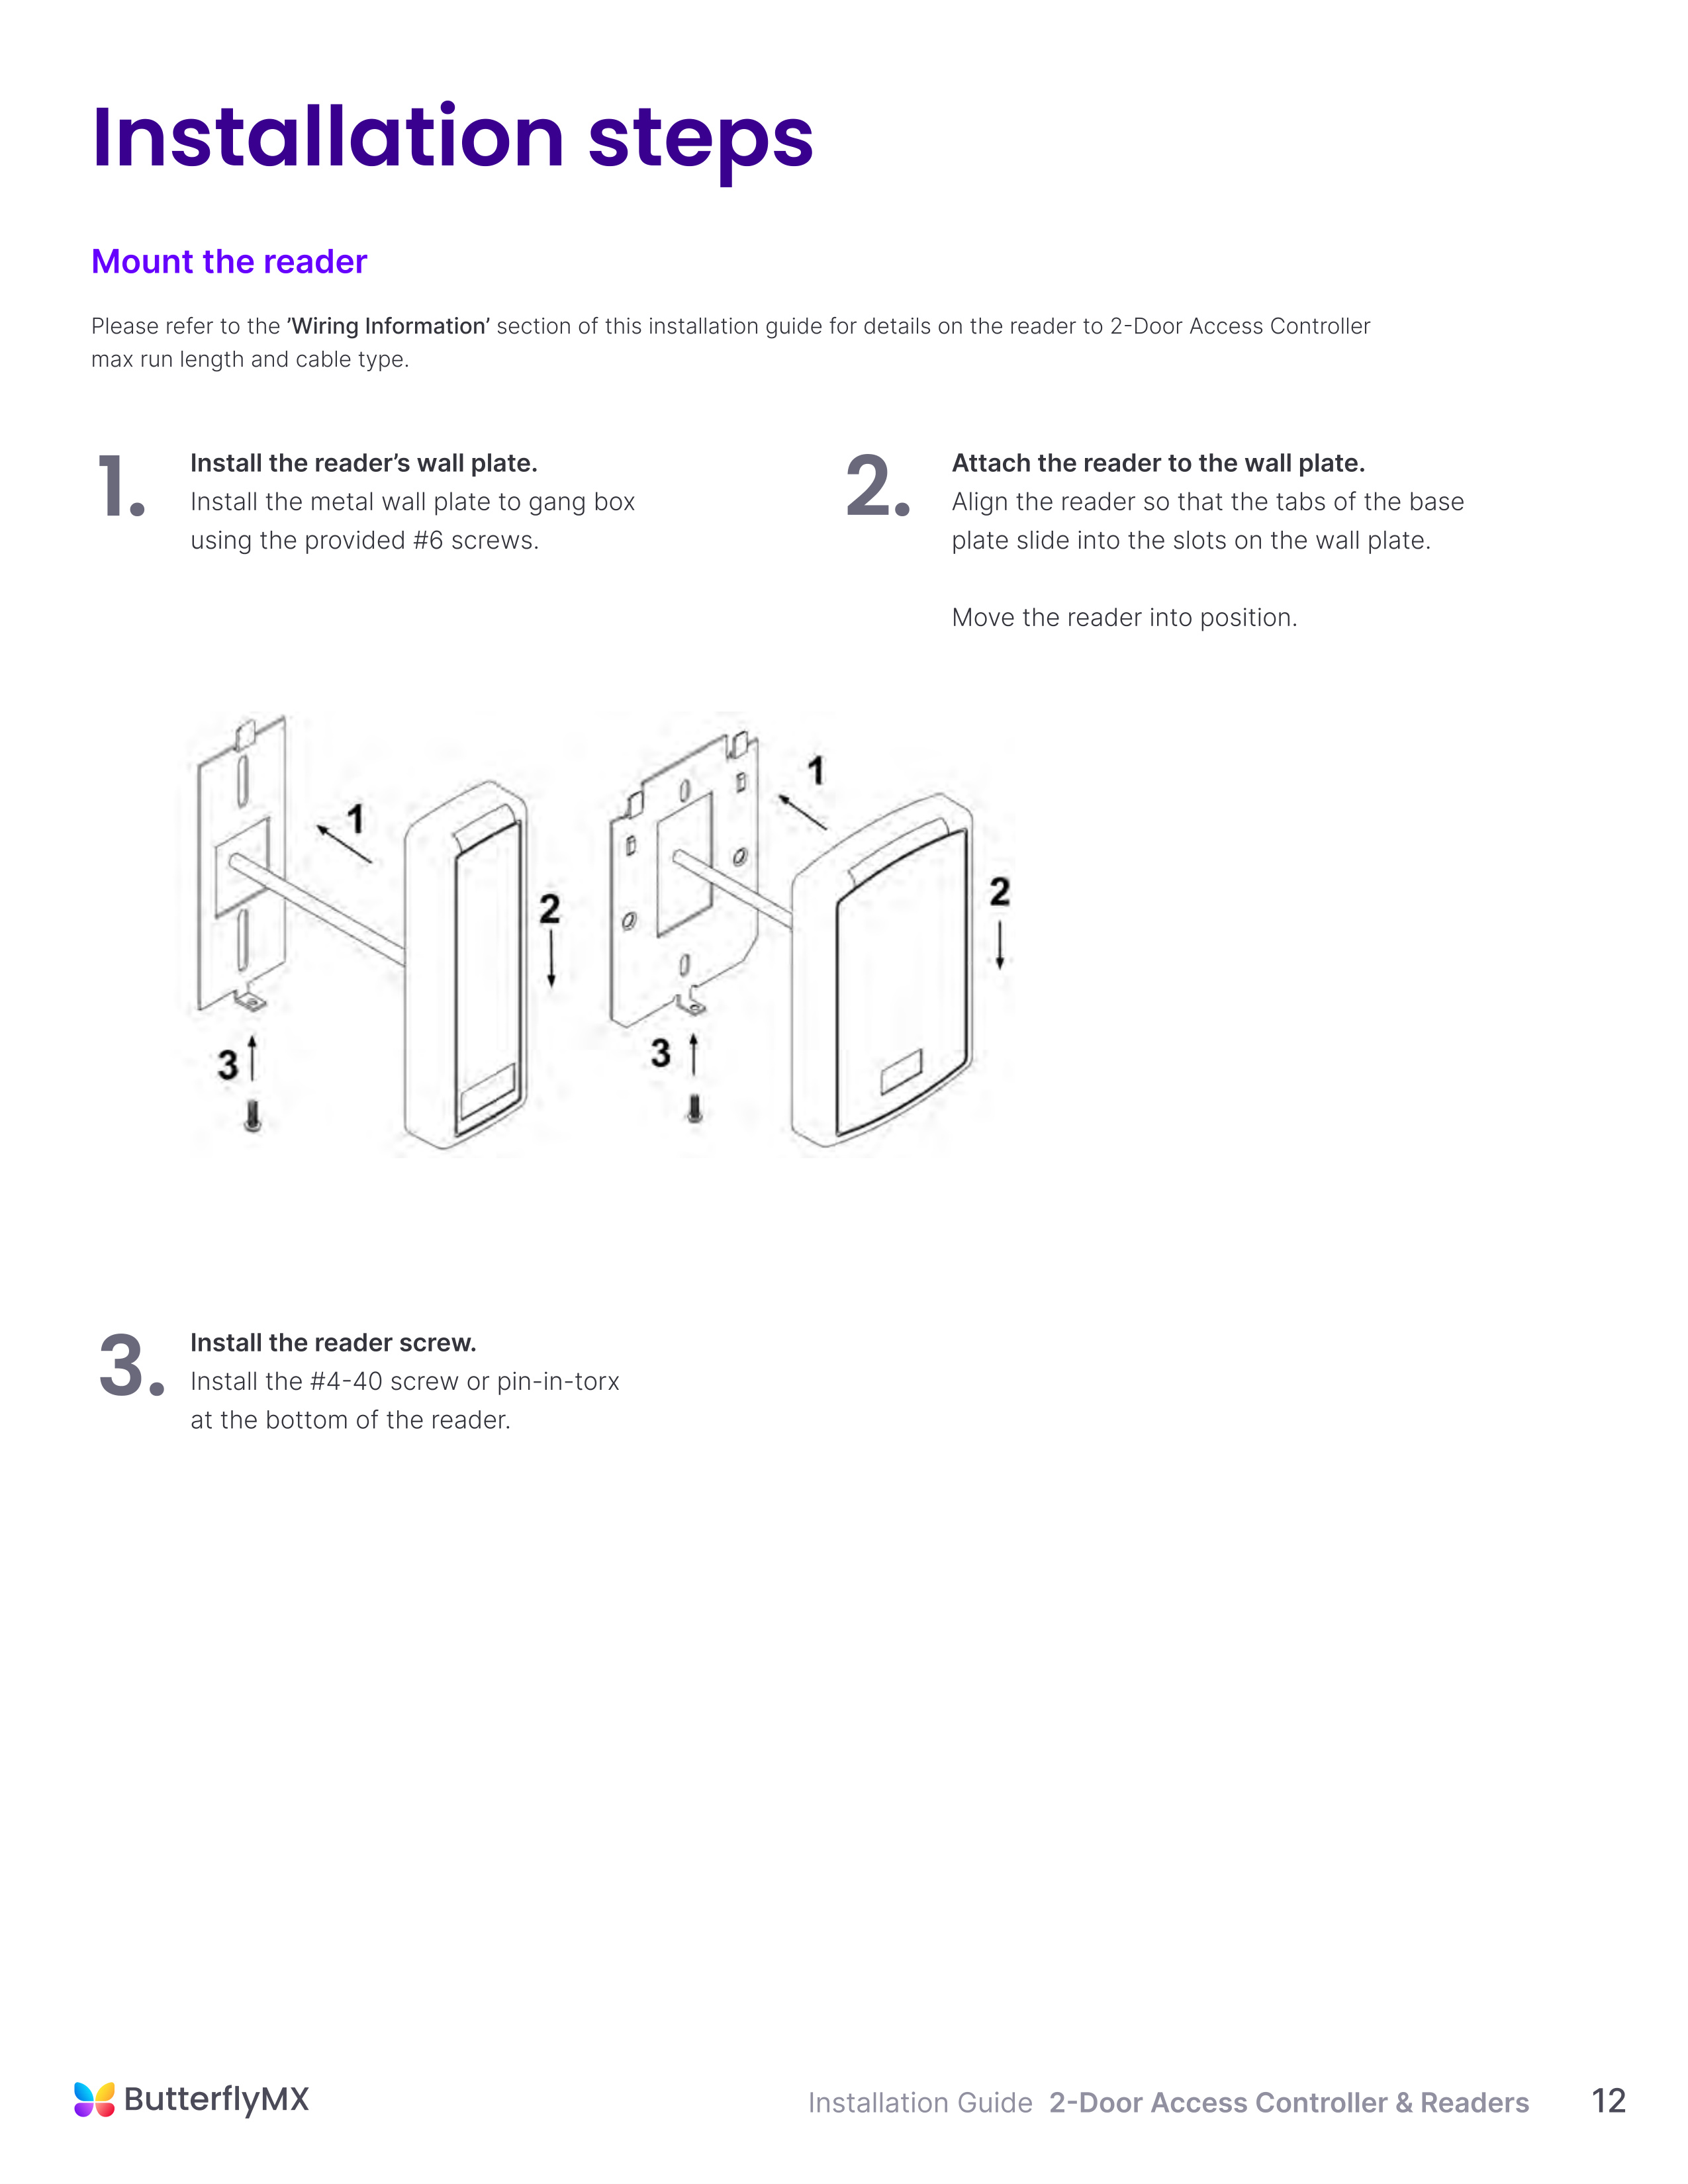 Installation steps
Mount the reader
Please refer to the ’Wiring Information’ section of this installation guide for details on the reader to 2-Door Access Controller
max run length and cable type.
1.
Install the reader’s wall plate.
Install the metal wall plate to gang box
using the provided #6 screws.
2.
Attach the reader to the wall plate.
Align the reader so that the tabs of the base
plate slide into the slots on the wall plate.
Move the reader into position.
1
2
3
1
2
3
3.
Install the reader screw.
Install the #4-40 screw or pin-in-torx
at the bottom of the reader.
ButterflyMX
Installation Guide 2-Door Access Controller & Readers 12